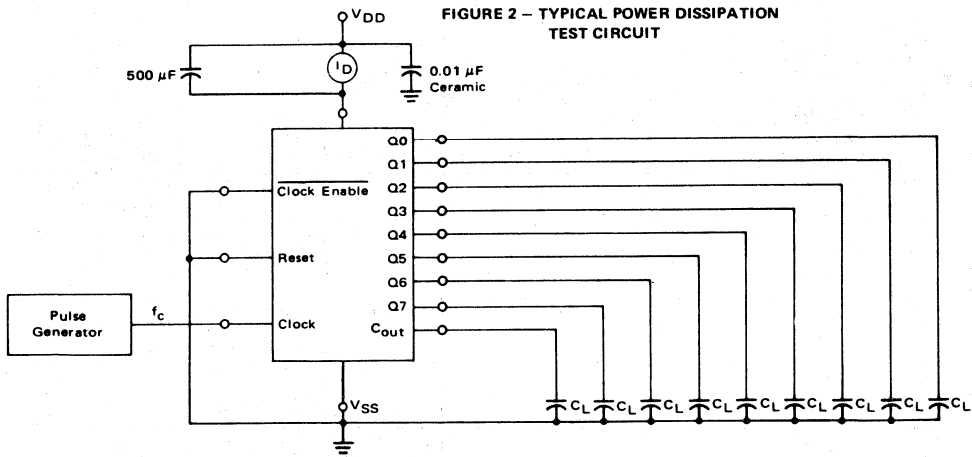 FIGURE 2 – TYPICAL POWER DISSIPATION
TEST CIRCUIT
VDD
500 μF
ID
0.01 μF
Ceramic
Clock Enable
Reset
Clock
Q0
Q1
Q2
Q3
Q4
Q5
Q6
Q7
Cout
Pulse
Generator
fc
VSS
CL
CL
CL
CL
CL
CL
CL
CL
CL